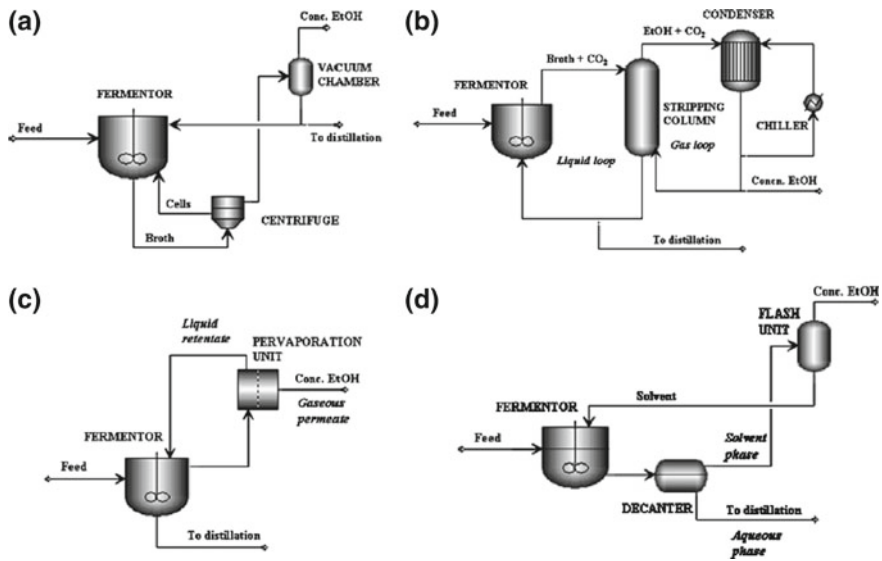 (a)
Conc. EtOH
VACUUM
CHAMBER
FERMENTOR
Feed
To distillation
Cells
CENTRIFUGE
Broth
(b)
CONDENSER
EtOH + CO2
Broth + CO2
FERMENTOR
Feed
STRIPPING
COLUMN
Gas loop
CHILLER
Liquid loop
Concn. EtOH
To distillation
(c)
Liquid
retentate
PERVAPORATION
UNIT
Conc. EtOH
Gaseous
permeate
FERMENTOR
Feed
To distillation
(d)
Conc. EtOH
FLASH
UNIT
Solvent
FERMENTOR
Solvent
phase
Feed
DECANTER
To distillation
Aqueous
phase